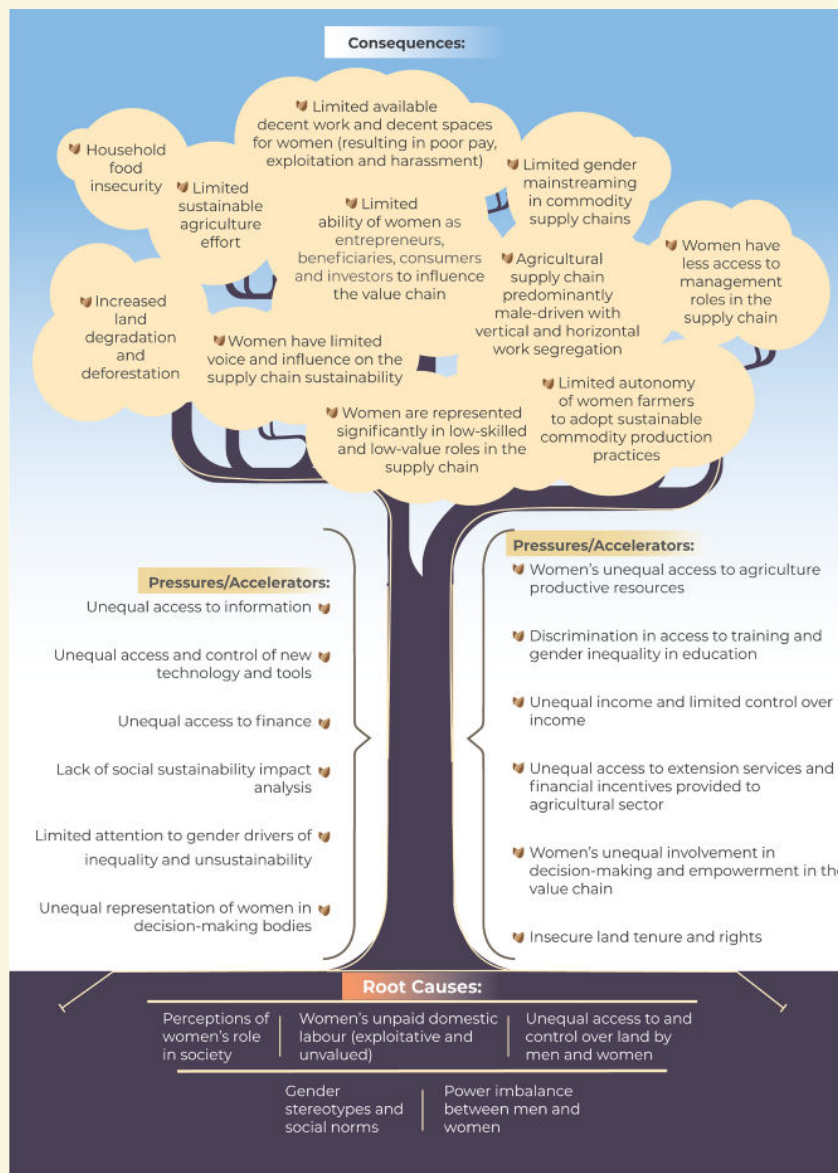 Consequences:
Limited available
decent work and decent spaces
for women (resulting in poor pay,
exploitation and harassment)
Household
food
insecurity
Limited
sustainable
agriculture
effort
Limited
ability of women as
entrepreneurs,
beneficiaries, consumers
and investors to influence
the value chain
Limited gender
mainstreaming
in commodity
supply chains
Agricultural
supply chain
predominantly
male-driven with
vertical and horizontal
work segregation
Women have
less access to
management
roles in the
supply chain
Increased
land
degradation
and
deforestation
Women have limited
voice and influence on the
supply chain sustainability
Women are represented
significantly in low-skilled
and low-value roles in the
supply chain
Limited autonomy
of women farmers
to adopt sustainable
commodity production
practices
Pressures/Accelerators:
Unequal access to information
Unequal access and control of new
technology and tools
Unequal access to finance
Lack of social sustainability impact
analysis
Limited attention to gender drivers of
inequality and unsustainability
Unequal representation of women in
decision-making bodies
Pressures/Accelerators:
Women's unequal access to agriculture
productive resources
Discrimination in access to training and
gender inequality in education
Unequal income and limited control over
income
Unequal access to extension services and
financial incentives provided to
agricultural sector
Women's unequal involvement in
decision-making and empowerment in the
value chain
Insecure land tenure and rights
Root Causes:
Perceptions of
women's role
in society
Women's unpaid domestic
labour (exploitative and
unvalued)
Unequal access to and
control over land by
men and women
Gender
stereotypes and
social norms
Power imbalance
between men and
women